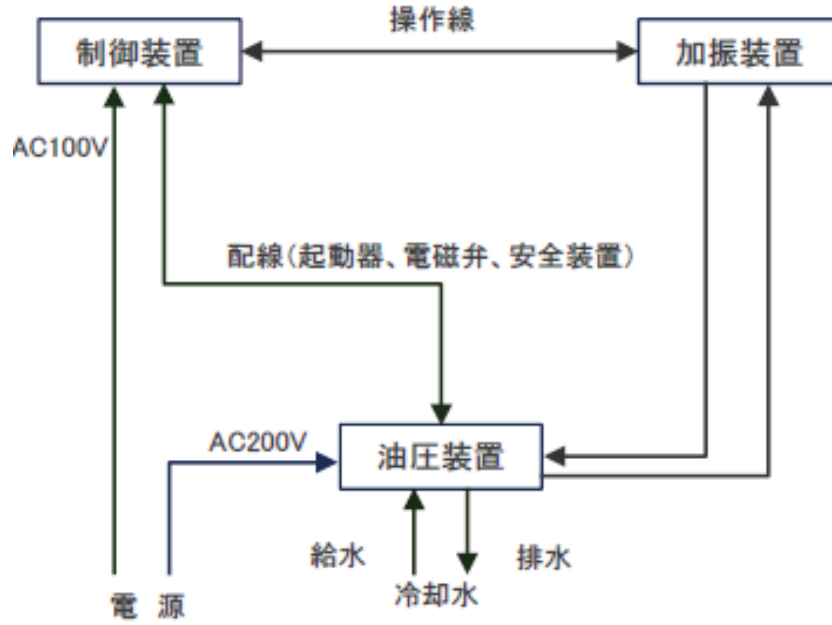 操作線
制御装置
加振装置
AC100V
配線(起動器、電磁弁、安全装置)
AC200V
油圧装置
給水
排水
冷却水
電 源